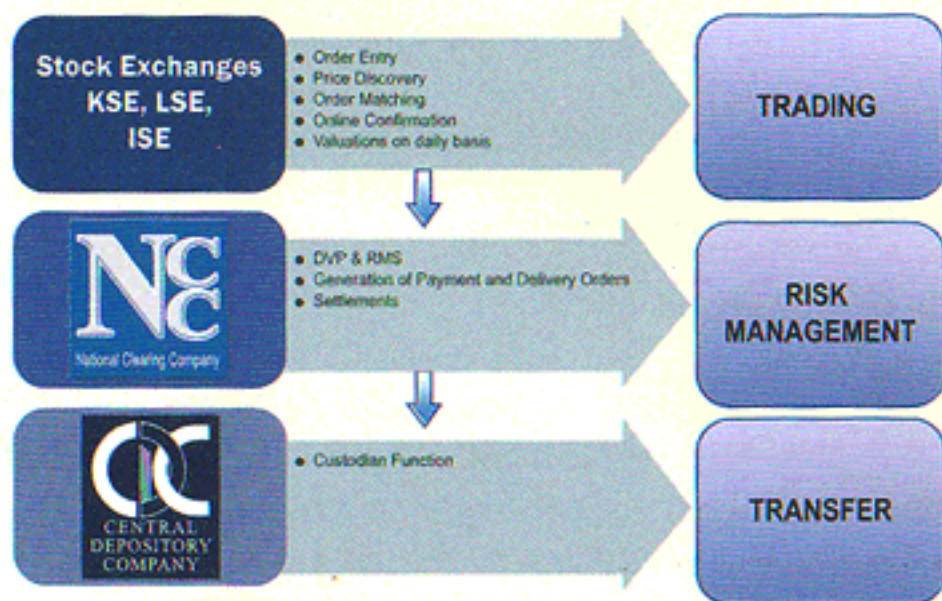 Stock Exchanges
KSE, LSE,
ISE
• Order Entry
• Price Discovery
• Order Matching
• Online Confirmation
• Valuations on daily basis
TRADING
NCC
National Clearing Company
• DVP & RMS
• Generation of Payment and Delivery Orders
• Settlements
RISK
MANAGEMENT
CDC
CENTRAL
DEPOSITORY
COMPANY
• Custodian Function
TRANSFER